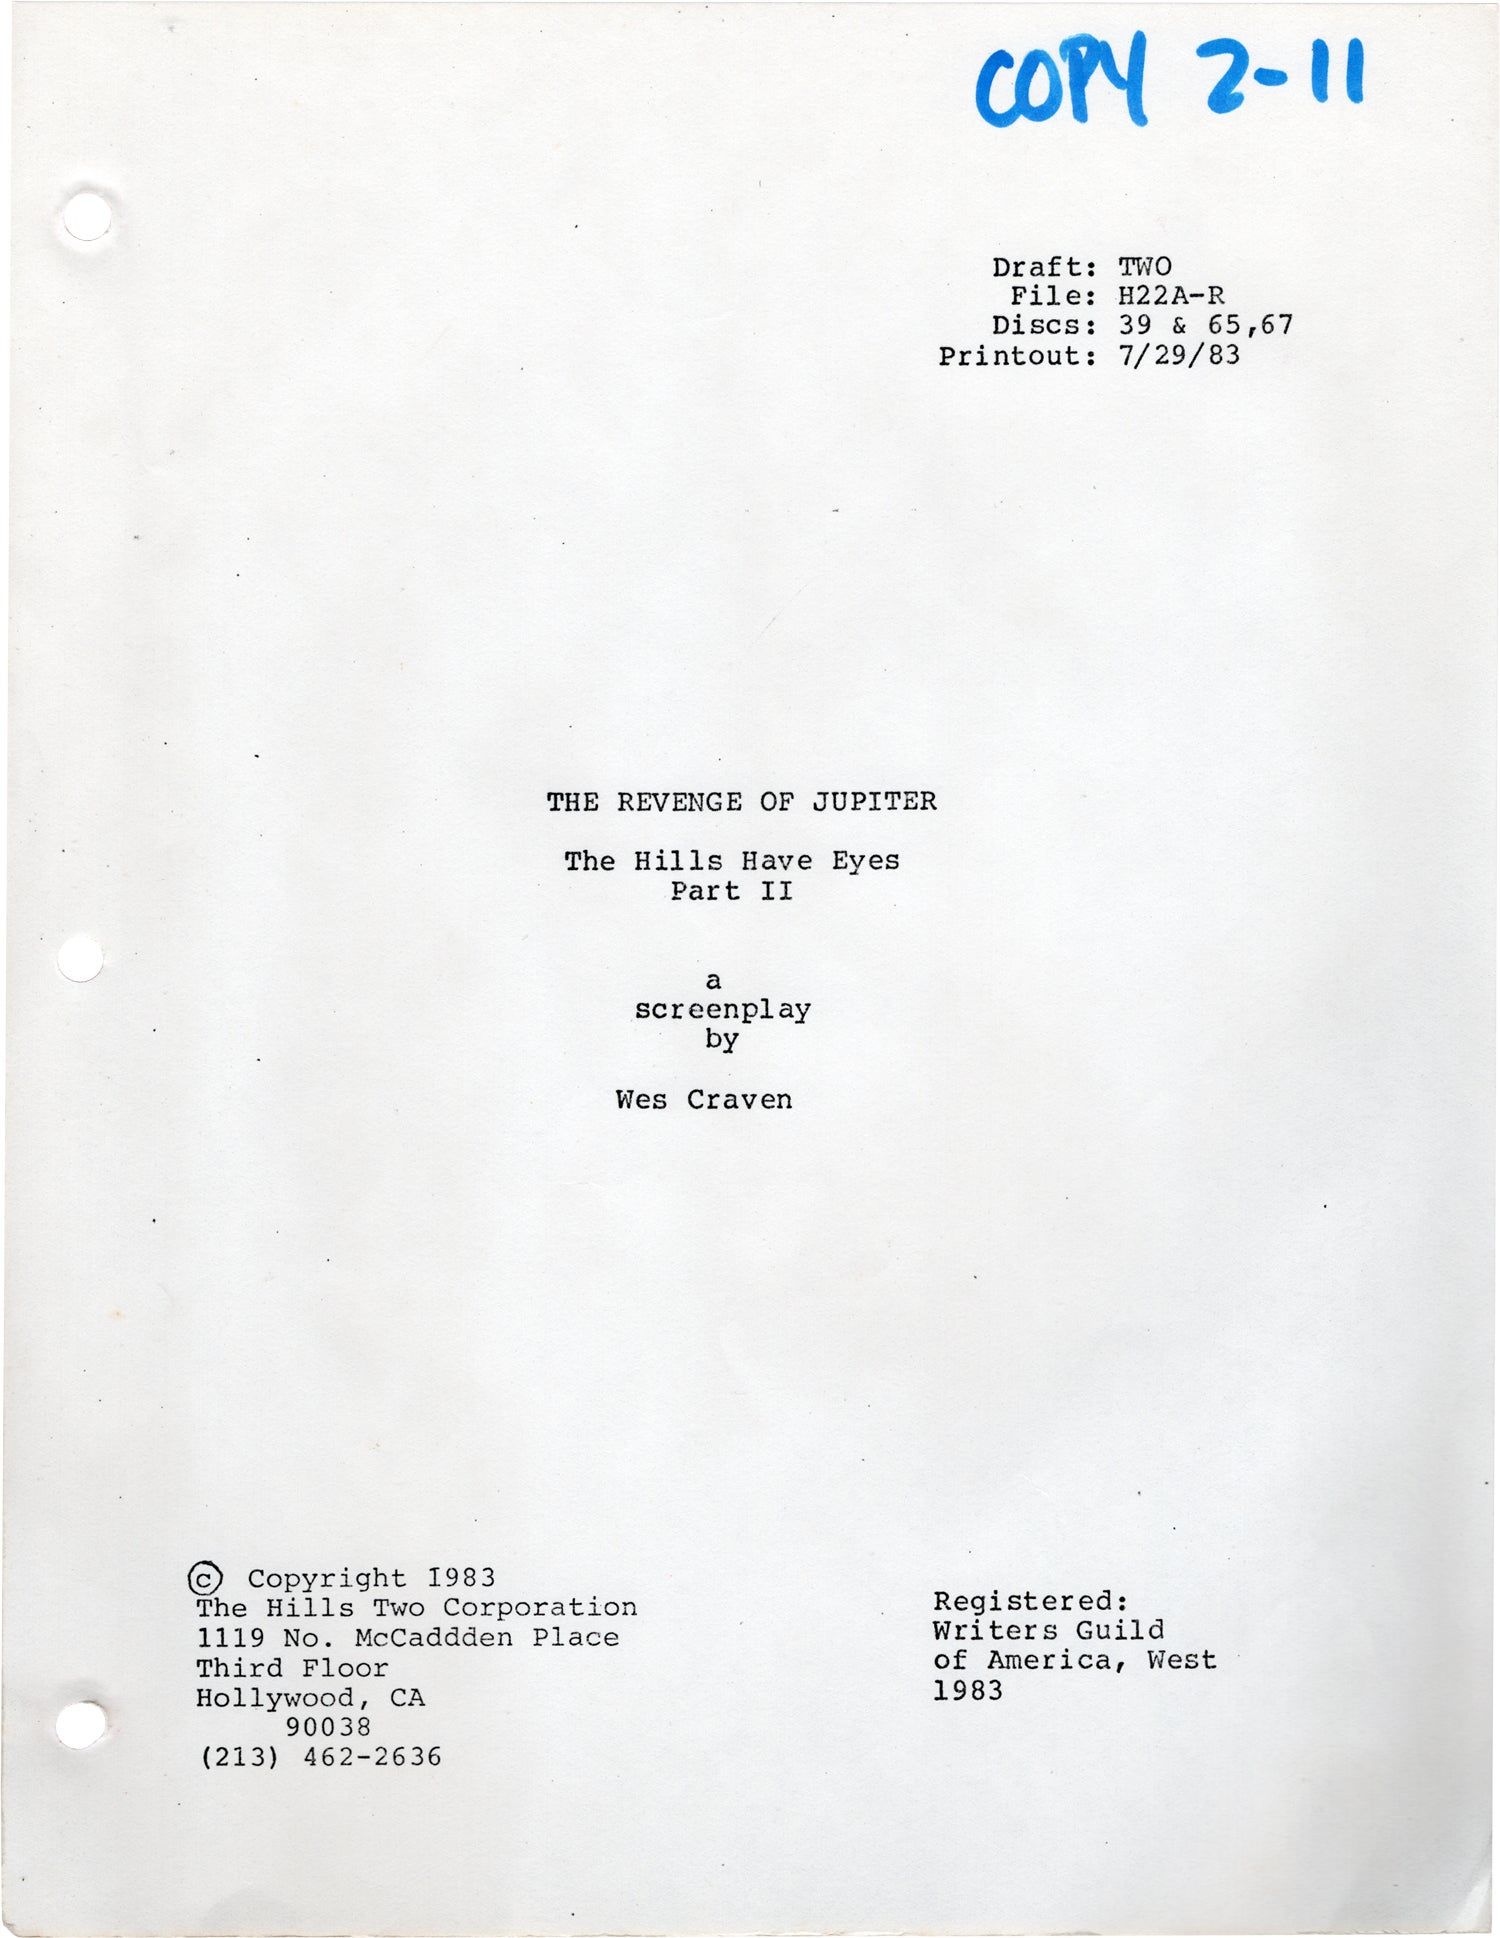 COPY 2-11
Draft: TWO
File: H22A-R
Discs: 39 & 65,67
Printout: 7/29/83
THE REVENGE OF JUPITER
The Hills Have Eyes
Part II
a
screenplay
by
Wes Craven
© Copyright 1983
The Hills Two Corporation
1119 No. McCaddden Place
Third Floor
Hollywood, CA
90038
(213) 462-2636
Registered:
Writers Guild
of America, West
1983